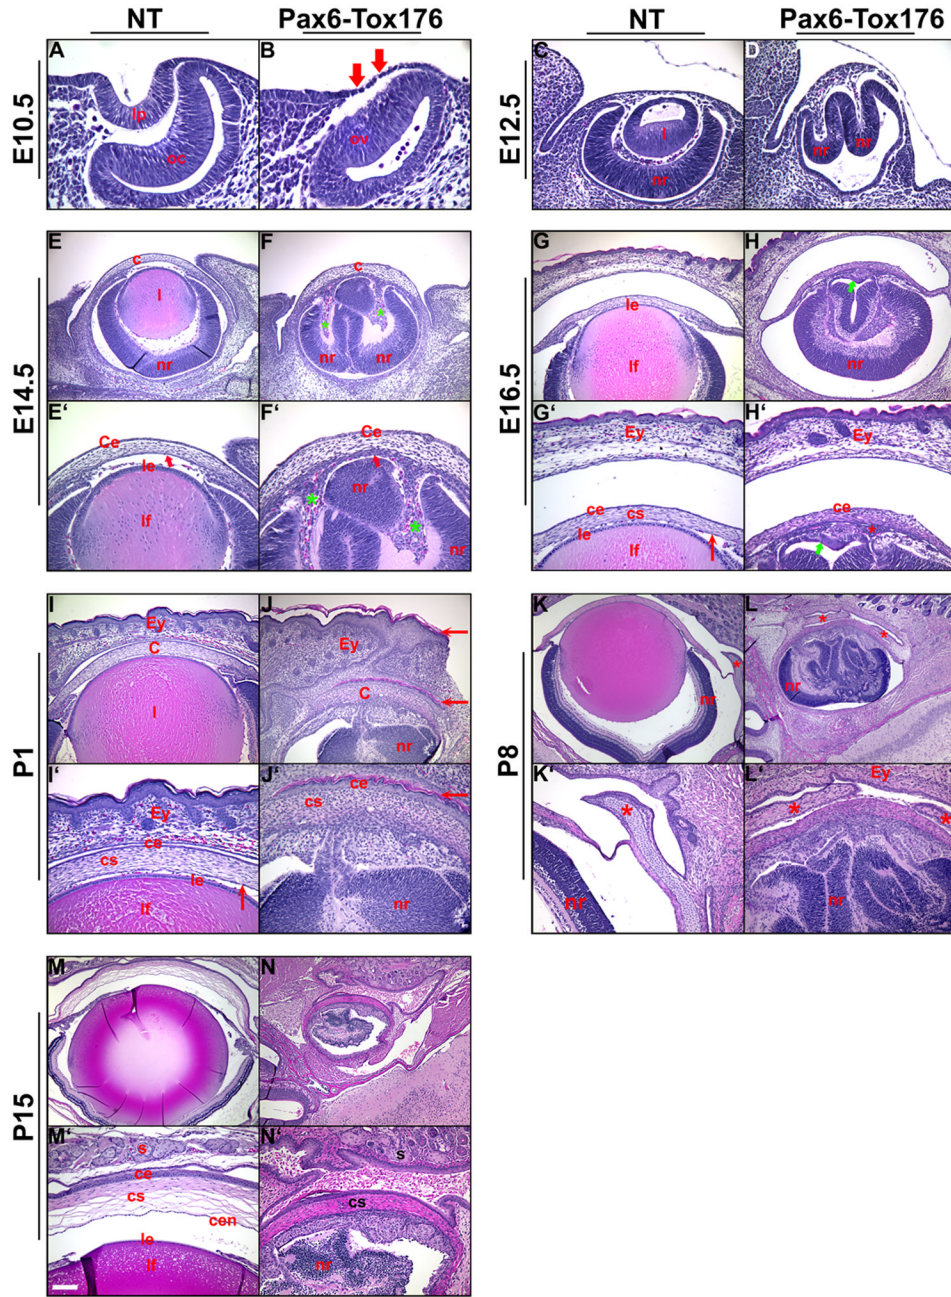 NT Pax6-Tox176 NT Pax6-Tox176
E10.5 A lp oc B ov E12.5 C l nr D nr nr
E14.5 E c l nr F c * * nr nr E16.5 G le lf H nr
E' Ce le lf F' Ce nr * * nr G' Ey ce cs le lf H' ce *
P1 I Ey C l J Ey C nr P8 K nr * L * * nr
I' Ey ce cs le lf J' ce cs nr K' * nr L' Ey * * nr
P15 M N
M' s ce cs cen le lf N' s cs nr